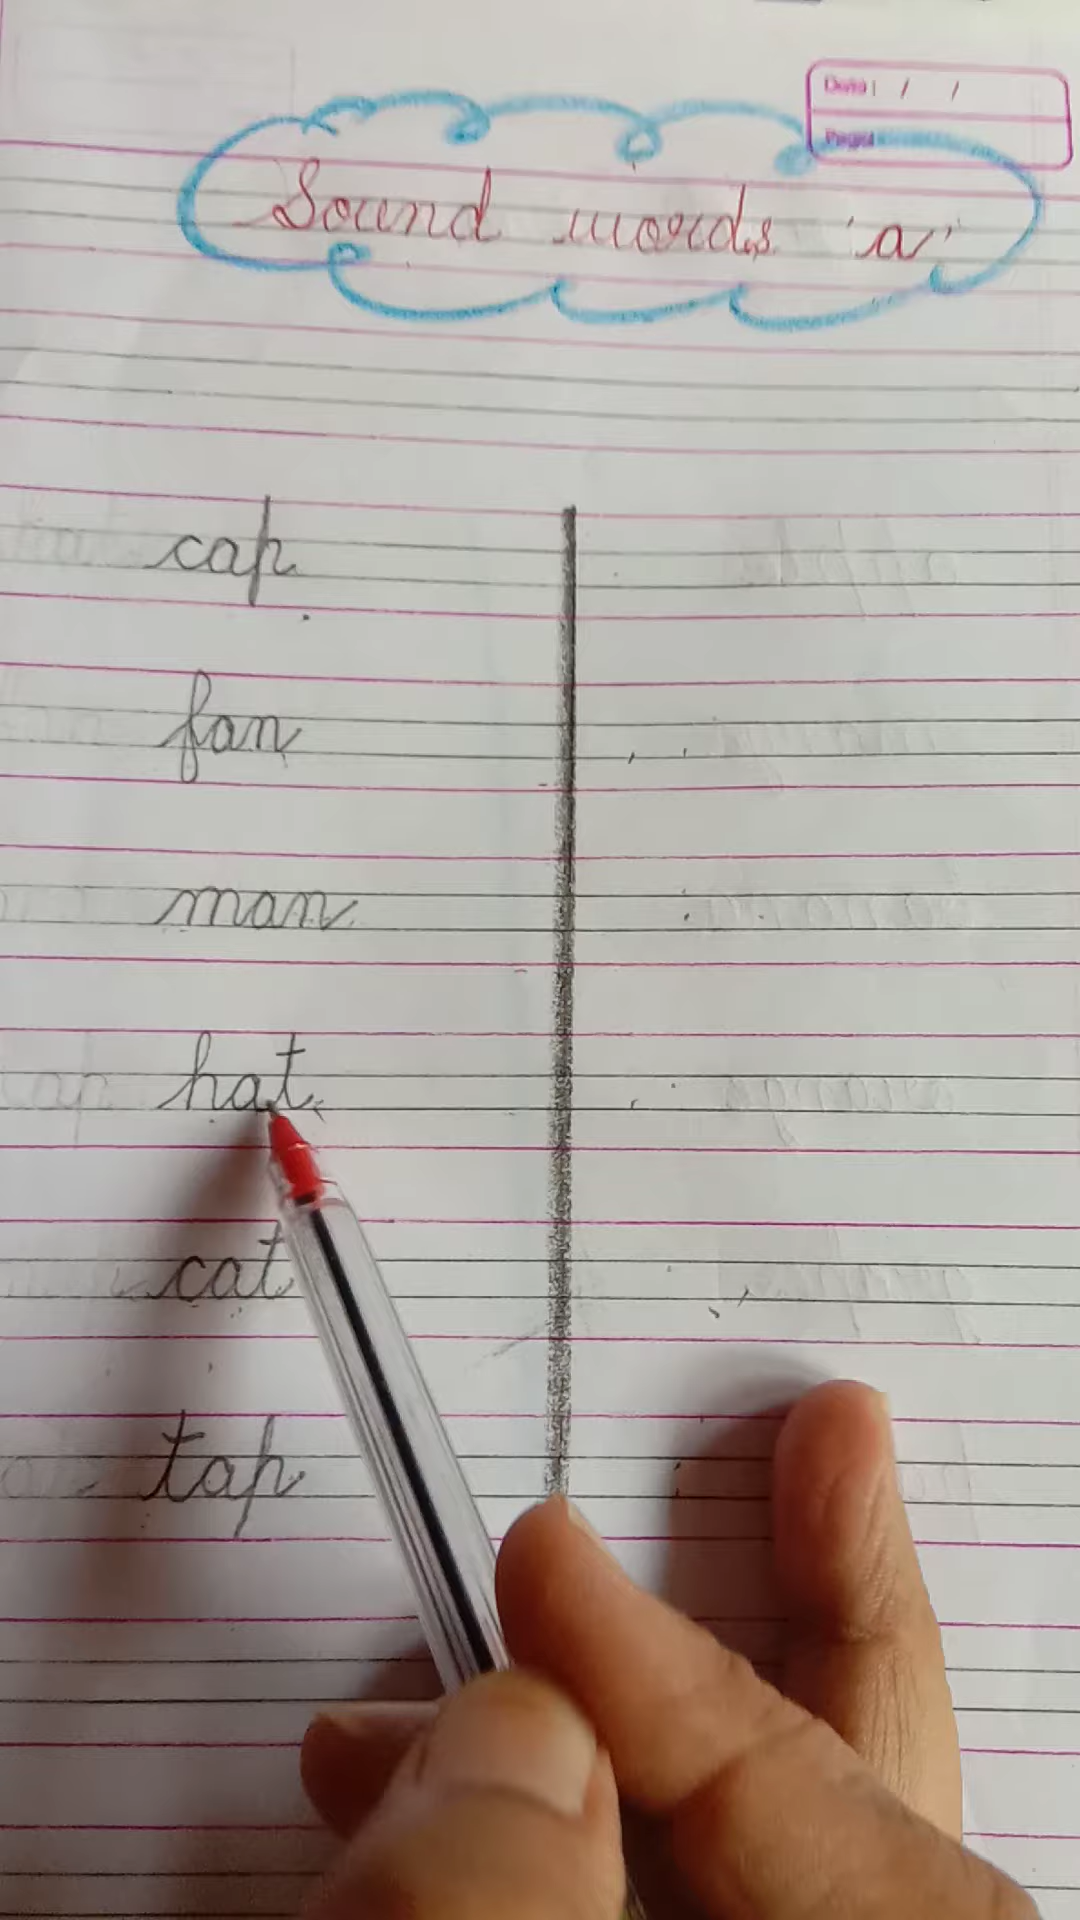 Date: / /
Page:
Sound words 'a'
cap
fan
man
hat
cat
tap